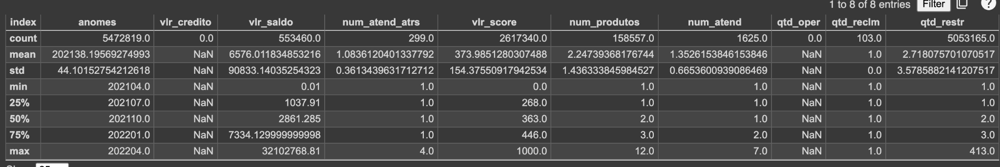 1 to 8 of 8 entries Filter ?
index anomes vlr_credito vlr_saldo num_atend_atrs vlr_score num_produtos num_atend qtd_oper qtd_reclm qtd_restr
count 5472819.0 0.0 553460.0 299.0 2617340.0 158557.0 1625.0 0.0 103.0 5053165.0
mean 202138.19569274993 NaN 6576.011834853216 1.0836120401337792 373.9851280307488 2.24739368176744 1.3526153846153846 NaN 1.0 2.718075701070517
std 44.10152754212618 NaN 90833.14035254323 0.3613439631712712 154.37550917942534 1.436333845984527 0.6653600939086469 NaN 0.0 3.5785882141207517
min 202104.0 NaN 0.01 1.0 0.0 1.0 1.0 NaN 1.0 1.0
25% 202107.0 NaN 1037.91 1.0 268.0 1.0 1.0 NaN 1.0 1.0
50% 202110.0 NaN 2861.285 1.0 363.0 2.0 1.0 NaN 1.0 2.0
75% 202201.0 NaN 7334.129999999998 1.0 446.0 3.0 2.0 NaN 1.0 3.0
max 202204.0 NaN 32102768.81 4.0 1000.0 12.0 7.0 NaN 1.0 413.0